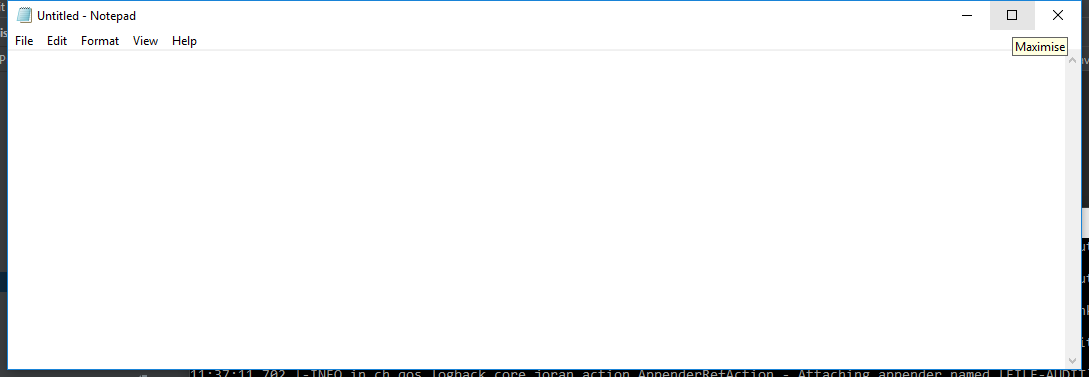 Untitled - Notepad
File Edit Format View Help
Maximise
11:37:11,702 |-INFO in ch.qos.logback.core.joran.action.AppenderRefAction - Attaching appender named [FILE-AUDIT